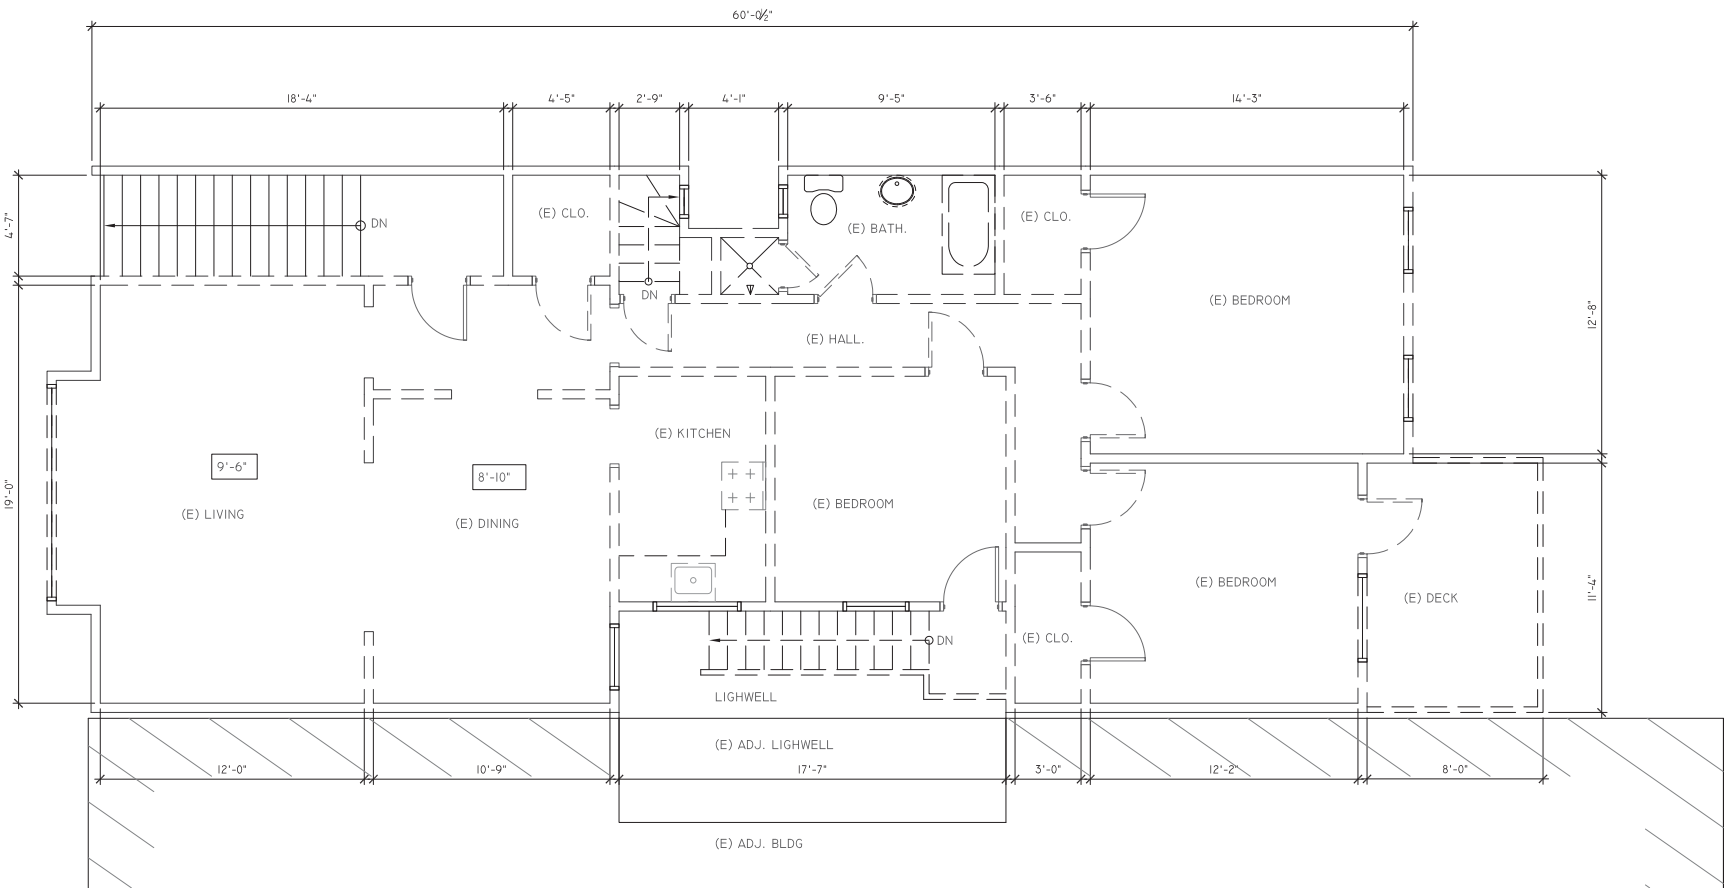 60'-0½"
18'-4"
4'-5"
2'-9"
4'-1"
9'-5"
3'-6"
14'-3"
4'-7"
DN
(E) CLO.
(E) BATH.
(E) CLO.
DN
(E) BEDROOM
12'-8"
(E) HALL.
(E) KITCHEN
9'-6"
8'-10"
19'-0"
(E) LIVING
(E) DINING
(E) BEDROOM
(E) BEDROOM
(E) DECK
11'-4"
DN
(E) CLO.
LIGHWELL
(E) ADJ. LIGHWELL
12'-0"
10'-9"
17'-7"
3'-0"
12'-2"
8'-0"
(E) ADJ. BLDG